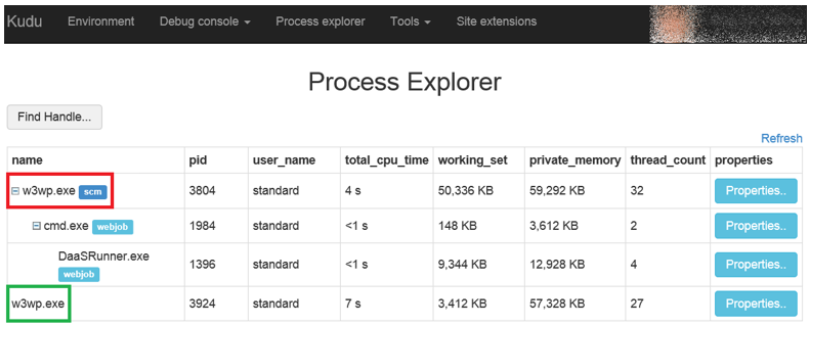 Kudu Environment Debug console Process explorer Tools Site extensions
Process Explorer
Find Handle...
Refresh
name pid user_name total_cpu_time working_set private_memory thread_count properties
w3wp.exe scm 3804 standard 4 s 50,336 KB 59,292 KB 32 Properties..
cmd.exe webjob 1984 standard <1 s 148 KB 3,612 KB 2 Properties..
DaaSRunner.exe
webjob 1396 standard <1 s 9,344 KB 12,928 KB 4 Properties..
w3wp.exe 3924 standard 7 s 3,412 KB 57,328 KB 27 Properties..